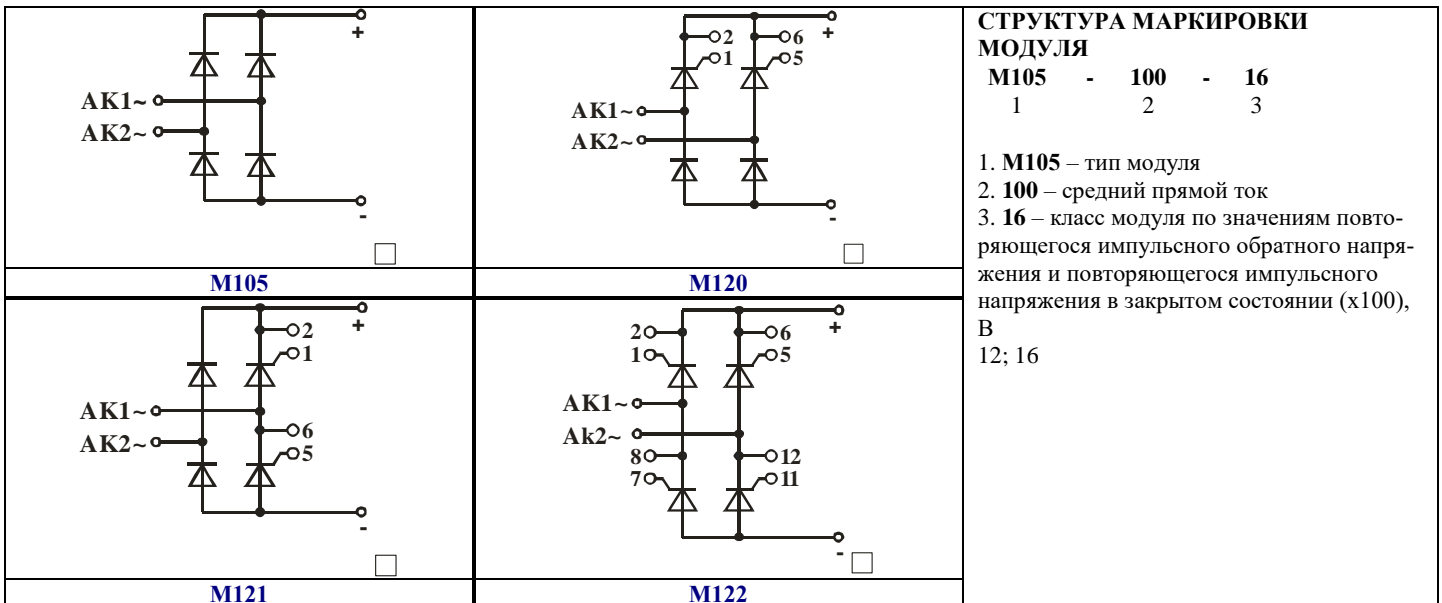 +
AK1~
AK2~
-
M105
2
6
+
1
5
AK1~
AK2~
-
M120
2
+
1
AK1~
6
AK2~
5
-
M121
2
6
+
1
5
AK1~
Ak2~
8
12
7
11
-
M122
СТРУКТУРА МАРКИРОВКИ
МОДУЛЯ
М105 - 100 - 16
1 2 3
1. М105 – тип модуля
2. 100 – средний прямой ток
3. 16 – класс модуля по значениям повто-
ряющегося импульсного обратного напря-
жения и повторяющегося импульсного
напряжения в закрытом состоянии (х100),
В
12; 16